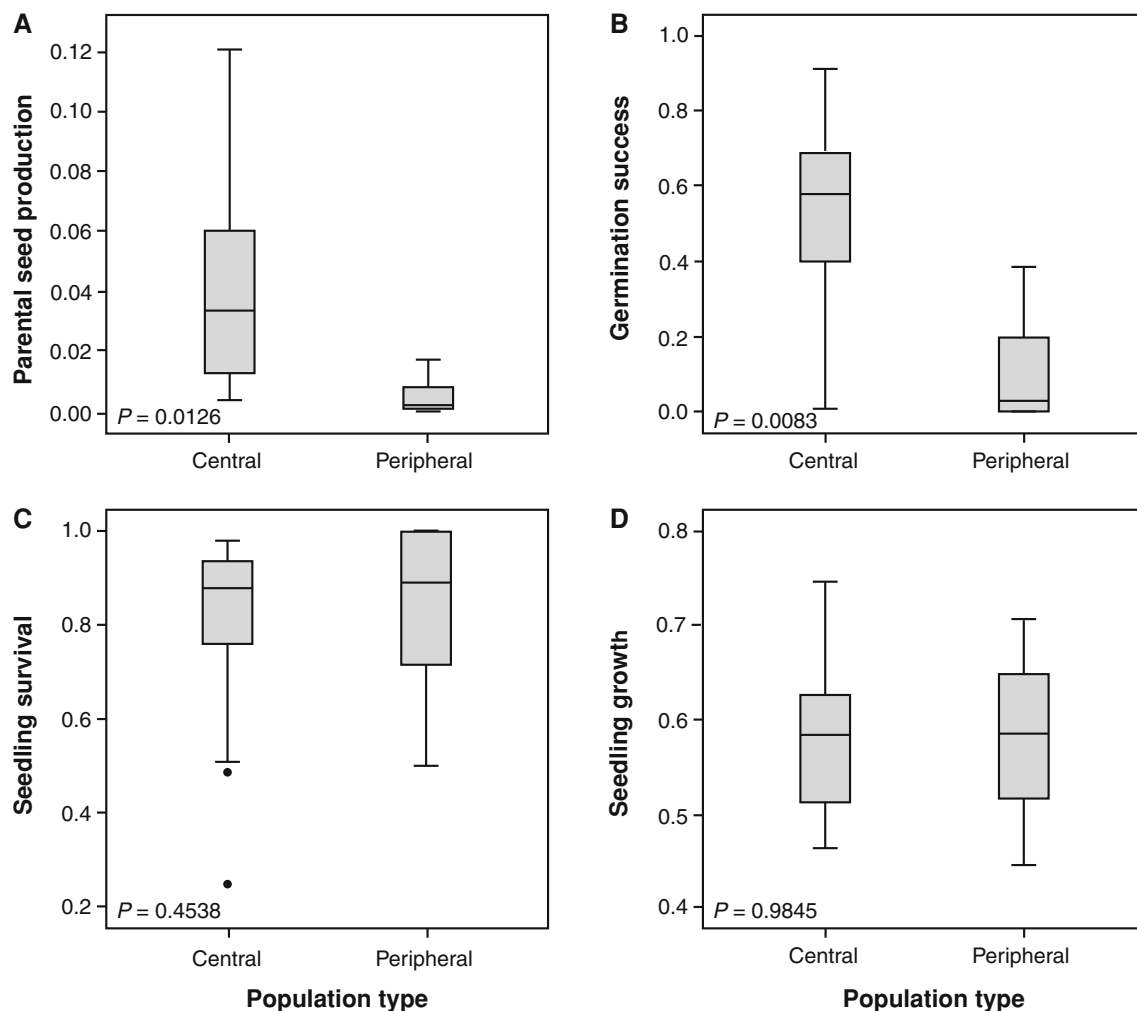 A
Parental seed production
0.12
0.10
0.08
0.06
0.04
0.02
0.00
P = 0.0126
Central
Peripheral
B
Germination success
1.0
0.8
0.6
0.4
0.2
0.0
P = 0.0083
Central
Peripheral
C
Seedling survival
1.0
0.8
0.6
0.4
0.2
P = 0.4538
Central
Peripheral
Population type
D
Seedling growth
0.8
0.7
0.6
0.5
0.4
P = 0.9845
Central
Peripheral
Population type